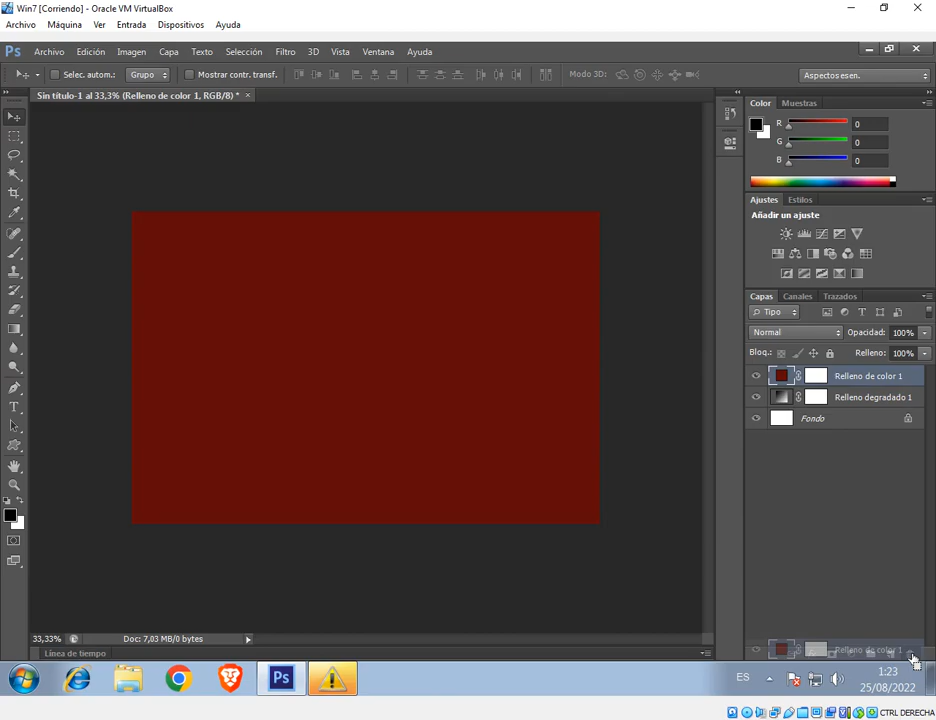 Win7 [Corriendo] - Oracle VM VirtualBox
Archivo Máquina Ver Entrada Dispositivos Ayuda
Ps Archivo Edición Imagen Capa Texto Selección Filtro 3D Vista Ventana Ayuda
Selec. autom.: Grupo Mostrar contr. transf. Modo 3D: Aspectos esen.
Sin título-1 al 33,3% (Relleno de color 1, RGB/8) * ×
Color Muestras
R 0
G 0
B 0
Ajustes Estilos
Añadir un ajuste
Capas Canales Trazados
Tipo
Normal Opacidad: 100%
Bloq.: Relleno: 100%
Relleno de color 1
Relleno degradado 1
Fondo
33,33% Doc: 7,03 MB/0 bytes
Relleno de color 1
Línea de tiempo
Ps ES 1:23
25/08/2022
CTRL DERECHA